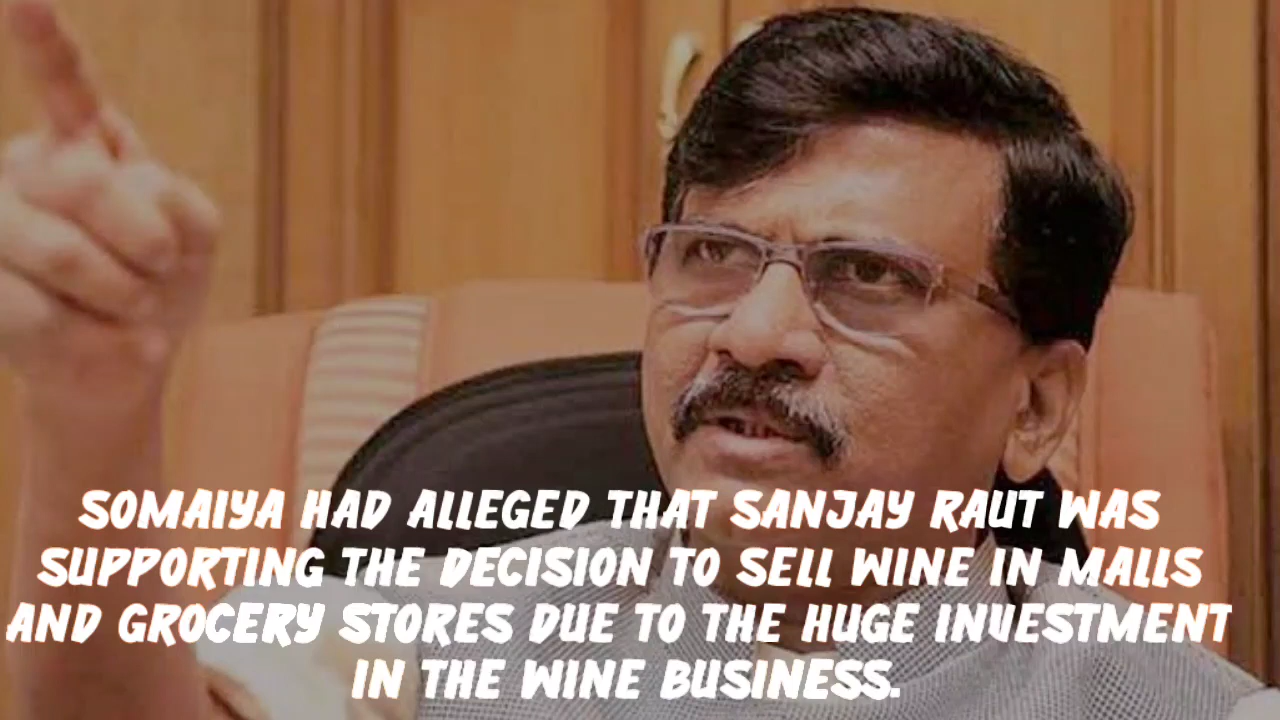 SOMAIYA HAD ALLEGED THAT SANJAY RAUT WAS
SUPPORTING THE DECISION TO SELL WINE IN MALLS
AND GROCERY STORES DUE TO THE HUGE INVESTMENT
IN THE WINE BUSINESS.